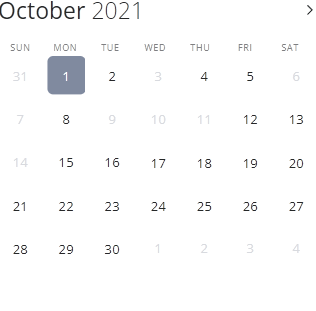 October 2021
SUN MON TUE WED THU FRI SAT
31 1 2 3 4 5 6
7 8 9 10 11 12 13
14 15 16 17 18 19 20
21 22 23 24 25 26 27
28 29 30 1 2 3 4